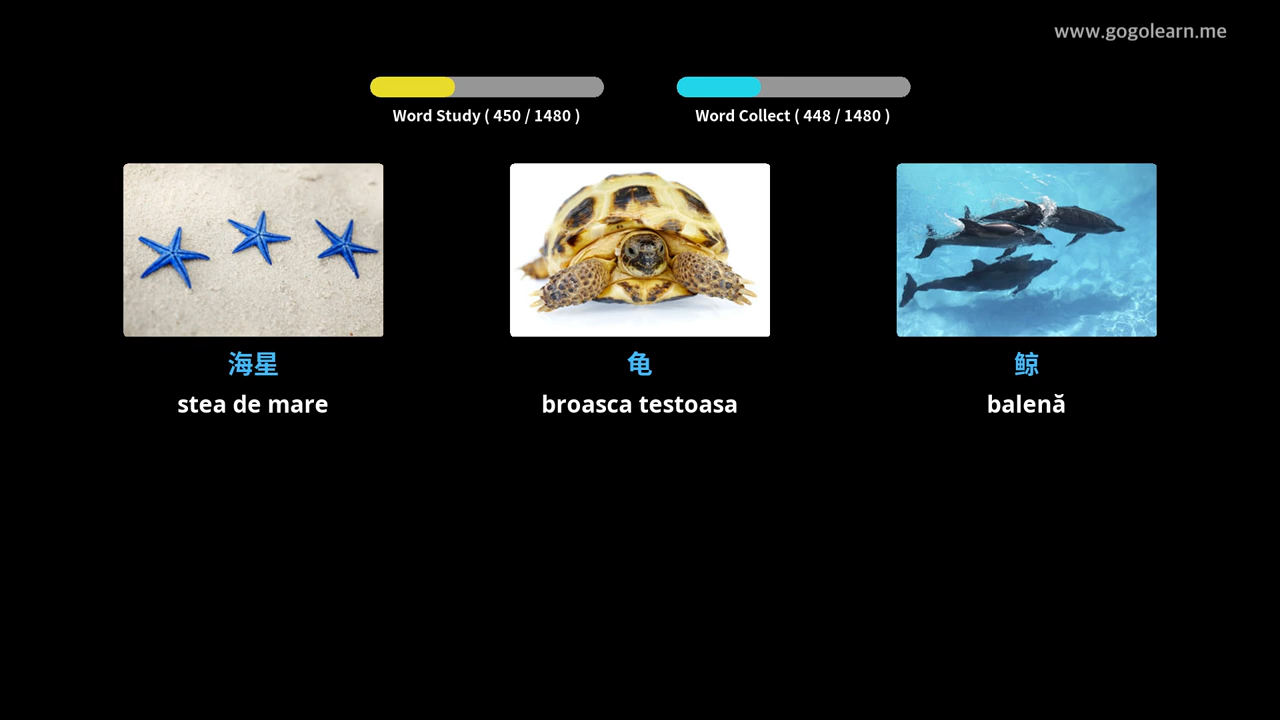 www.gogolearn.me
Word Study ( 450 / 1480 )
Word Collect ( 448 / 1480 )
海星
龟
鲸
stea de mare
broasca testoasa
balenă